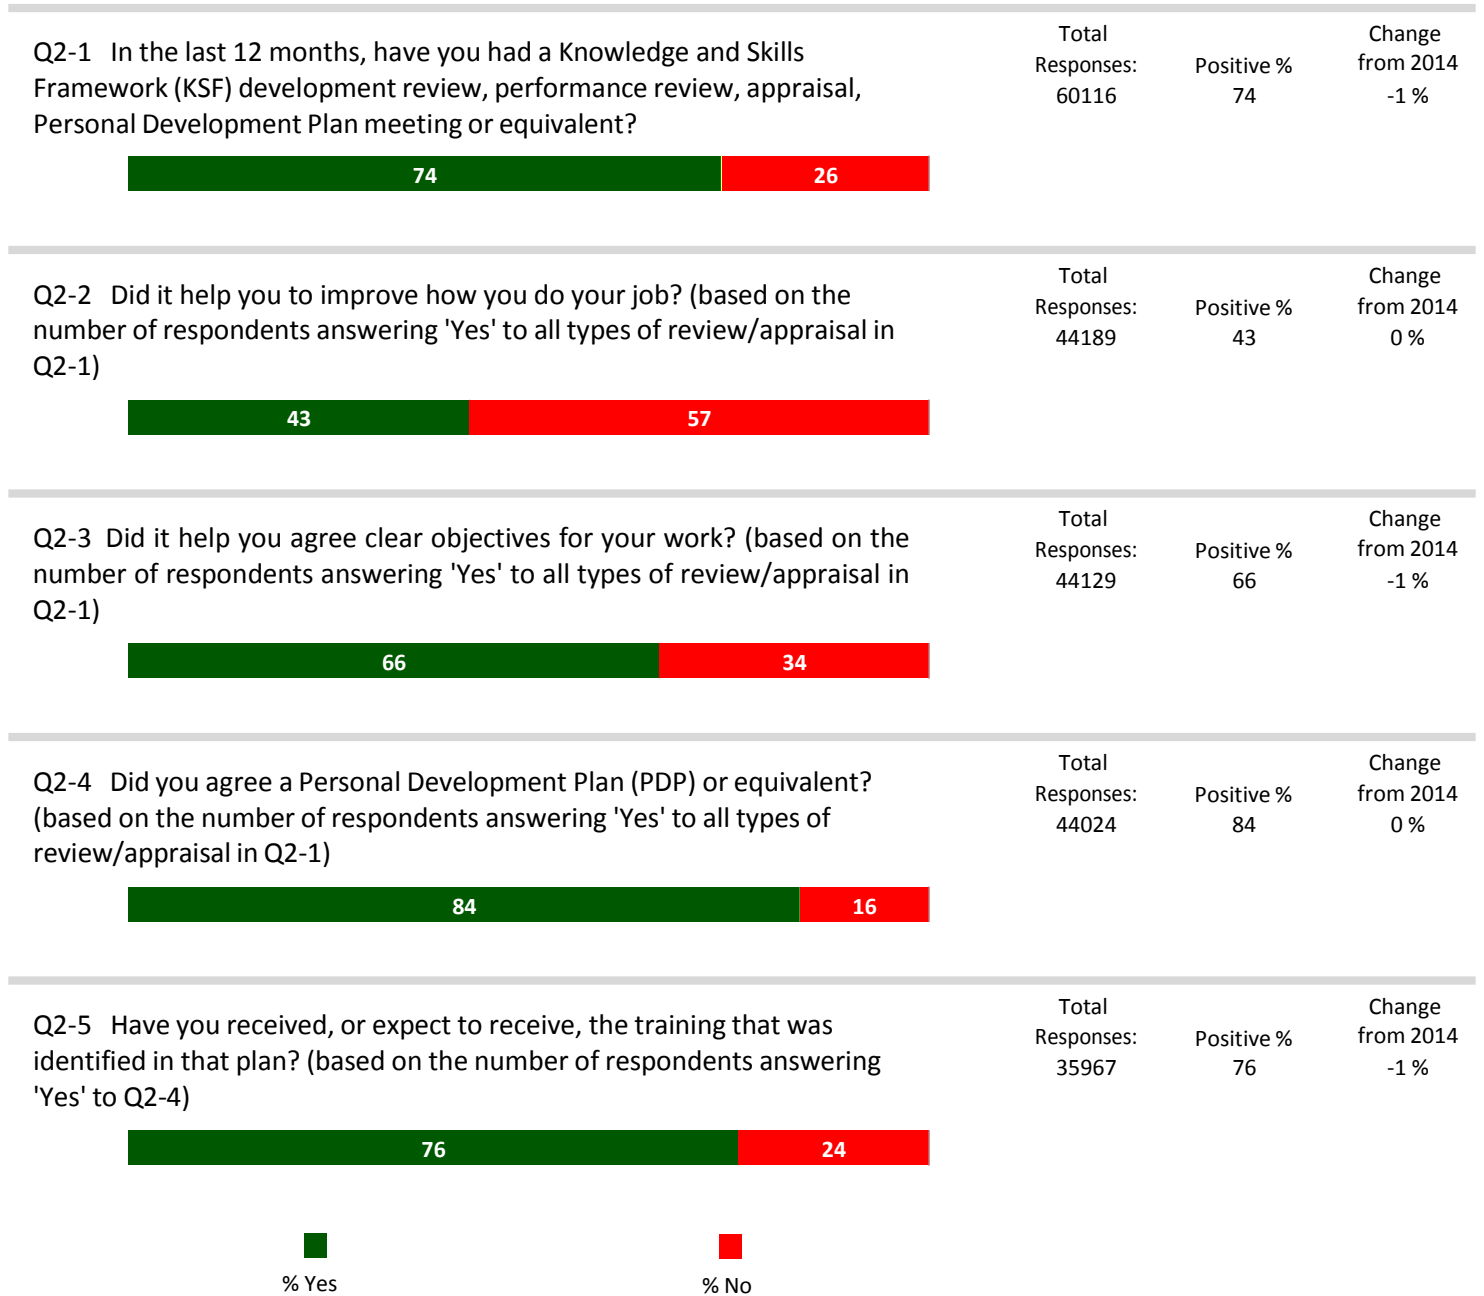 Q2-1 In the last 12 months, have you had a Knowledge and Skills
Framework (KSF) development review, performance review, appraisal,
Personal Development Plan meeting or equivalent?
Total
Responses:
60116
Positive %
74
Change
from 2014
-1 %
74
26
Q2-2 Did it help you to improve how you do your job? (based on the
number of respondents answering 'Yes' to all types of review/appraisal in
Q2-1)
Total
Responses:
44189
Positive %
43
Change
from 2014
0 %
43
57
Q2-3 Did it help you agree clear objectives for your work? (based on the
number of respondents answering 'Yes' to all types of review/appraisal in
Q2-1)
Total
Responses:
44129
Positive %
66
Change
from 2014
-1 %
66
34
Q2-4 Did you agree a Personal Development Plan (PDP) or equivalent?
(based on the number of respondents answering 'Yes' to all types of
review/appraisal in Q2-1)
Total
Responses:
44024
Positive %
84
Change
from 2014
0 %
84
16
Q2-5 Have you received, or expect to receive, the training that was
identified in that plan? (based on the number of respondents answering
'Yes' to Q2-4)
Total
Responses:
35967
Positive %
76
Change
from 2014
-1 %
76
24
% Yes
% No